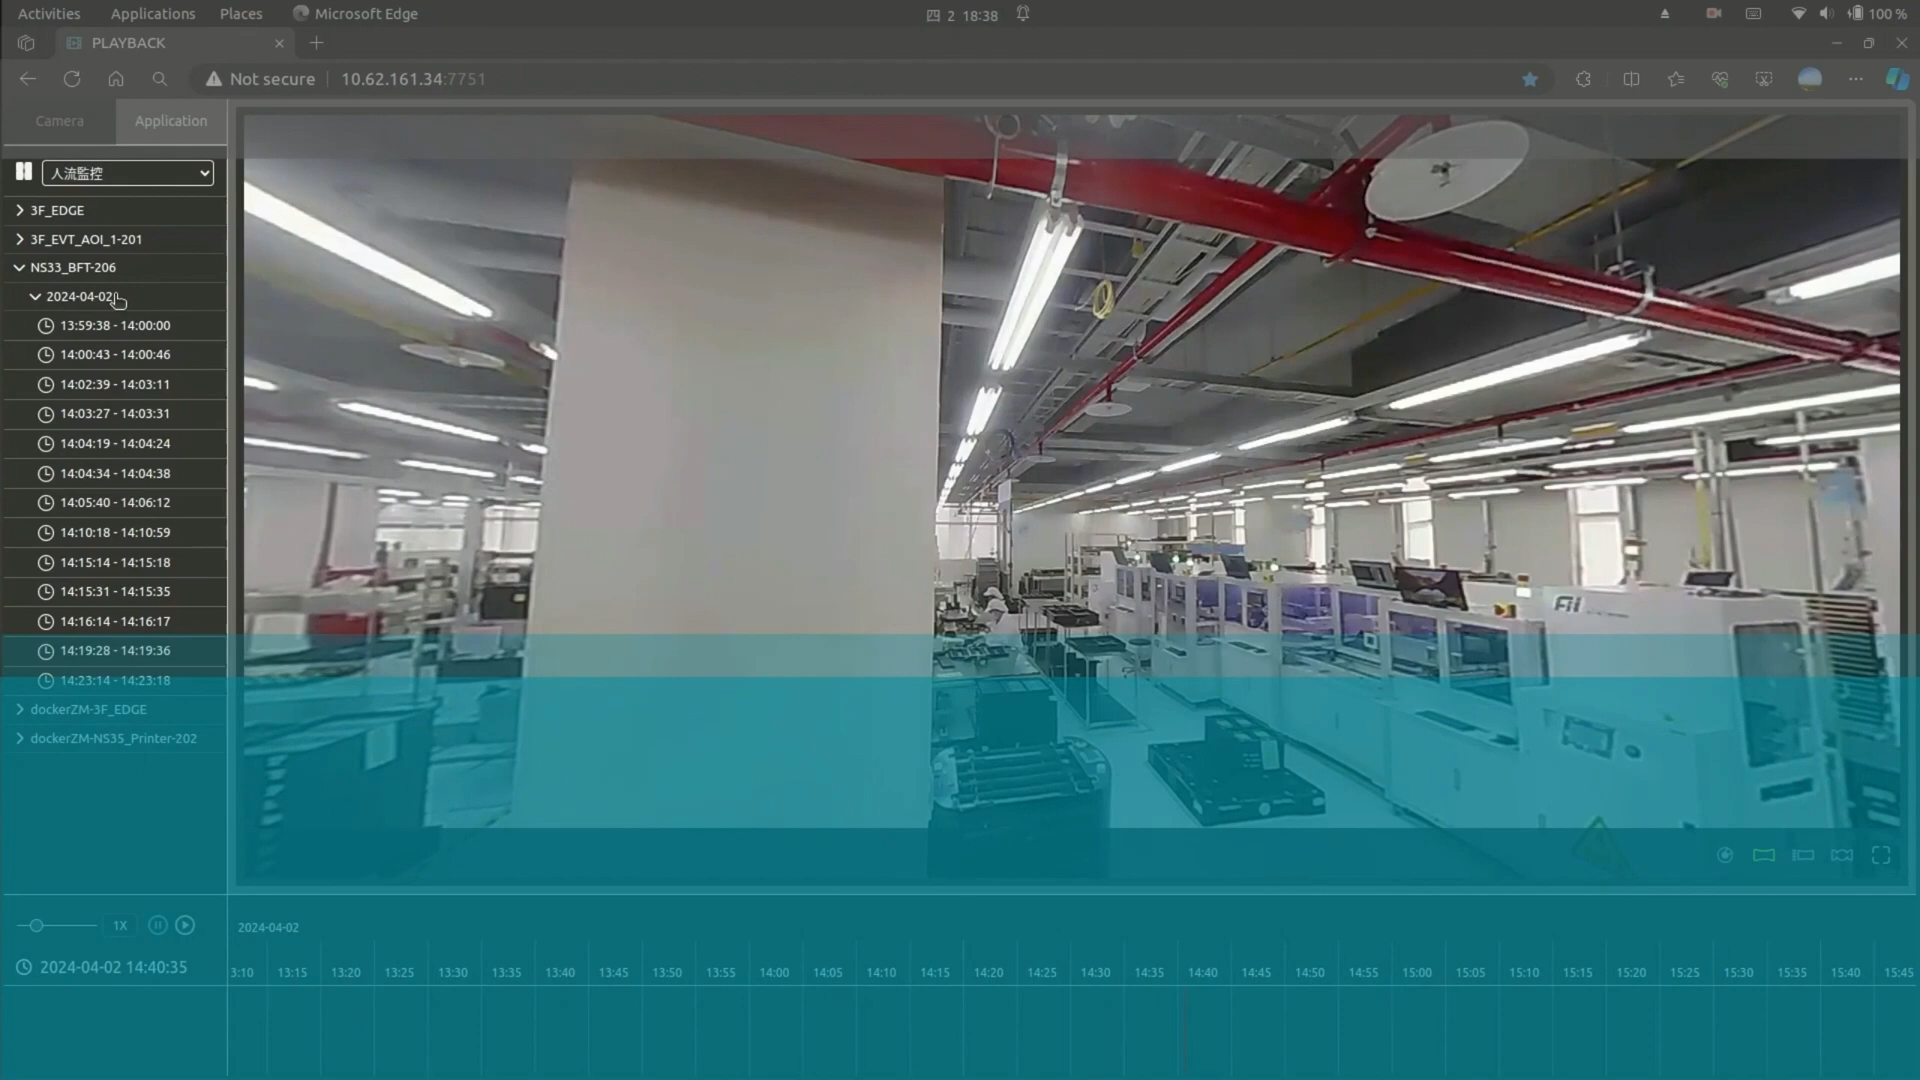 Activities Applications Places Microsoft Edge 四 2 18:38 100 %
PLAYBACK
Not secure 10.62.161.34:7751
Camera Application
人流監控
3F_EDGE
3F_EVT_AOI_1-201
NS33_BFT-206
2024-04-02
13:59:38 - 14:00:00
14:00:43 - 14:00:46
14:02:39 - 14:03:11
14:03:27 - 14:03:31
14:04:19 - 14:04:24
14:04:34 - 14:04:38
14:05:40 - 14:06:12
14:10:18 - 14:10:59
14:15:14 - 14:15:18
14:15:31 - 14:15:35
14:16:14 - 14:16:17
14:19:28 - 14:19:36
14:23:14 - 14:23:18
dockerZM-3F_EDGE
dockerZM-NS35_Printer-202
Fii
1X
2024-04-02 14:40:35
2024-04-02
3:10 13:15 13:20 13:25 13:30 13:35 13:40 13:45 13:50 13:55 14:00 14:05 14:10 14:15 14:20 14:25 14:30 14:35 14:40 14:45 14:50 14:55 15:00 15:05 15:10 15:15 15:20 15:25 15:30 15:35 15:40 15:45